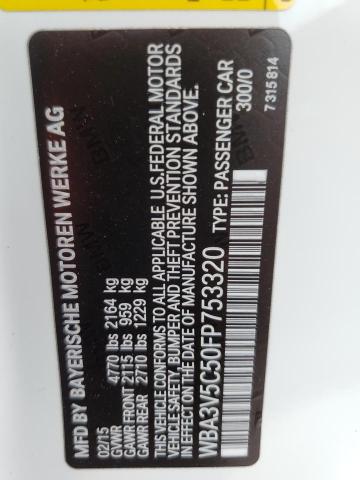 MFD BY BAYERISCHE MOTOREN WERKE AG
02/15
GVWR 4770 lbs 2164 kg
GAWR FRONT 2115 lbs 959 kg
GAWR REAR 2710 lbs 1229 kg
THIS VEHICLE CONFORMS TO ALL APPLICABLE U.S.FEDERAL MOTOR
VEHICLE SAFETY, BUMPER AND THEFT PREVENTION STANDARDS
IN EFFECT ON THE DATE OF MANUFACTURE SHOWN ABOVE.
WBA3V5C50FP753320 TYPE: PASSENGER CAR
300/0
7 315 814